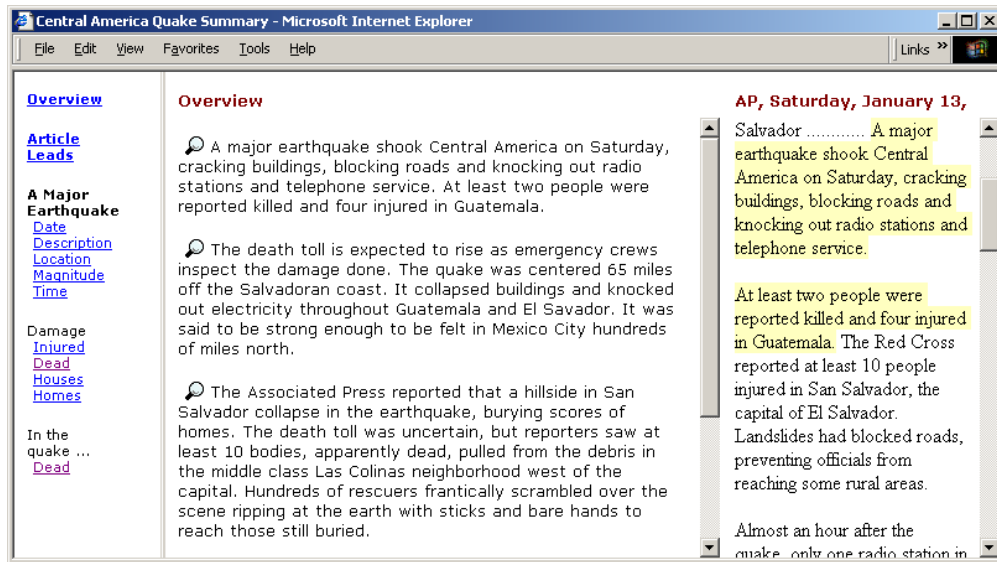 Central America Quake Summary - Microsoft Internet Explorer
File Edit View Favorites Tools Help
Links »
Overview
Article
Leads
A Major
Earthquake
Date
Description
Location
Magnitude
Time
Damage
Injured
Dead
Houses
Homes
In the
quake ...
Dead
Overview
A major earthquake shook Central America on Saturday,
cracking buildings, blocking roads and knocking out radio
stations and telephone service. At least two people were
reported killed and four injured in Guatemala.
The death toll is expected to rise as emergency crews
inspect the damage done. The quake was centered 65 miles
off the Salvadoran coast. It collapsed buildings and knocked
out electricity throughout Guatemala and El Savador. It was
said to be strong enough to be felt in Mexico City hundreds
of miles north.
The Associated Press reported that a hillside in San
Salvador collapse in the earthquake, burying scores of
homes. The death toll was uncertain, but reporters saw at
least 10 bodies, apparently dead, pulled from the debris in
the middle class Las Colinas neighborhood west of the
capital. Hundreds of rescuers frantically scrambled over the
scene ripping at the earth with sticks and bare hands to
reach those still buried.
AP, Saturday, January 13,
Salvador ............ A major
earthquake shook Central
America on Saturday, cracking
buildings, blocking roads and
knocking out radio stations and
telephone service.
At least two people were
reported killed and four injured
in Guatemala. The Red Cross
reported at least 10 people
injured in San Salvador, the
capital of El Salvador.
Landslides had blocked roads,
preventing officials from
reaching some rural areas.
Almost an hour after the
quake, only one radio station in